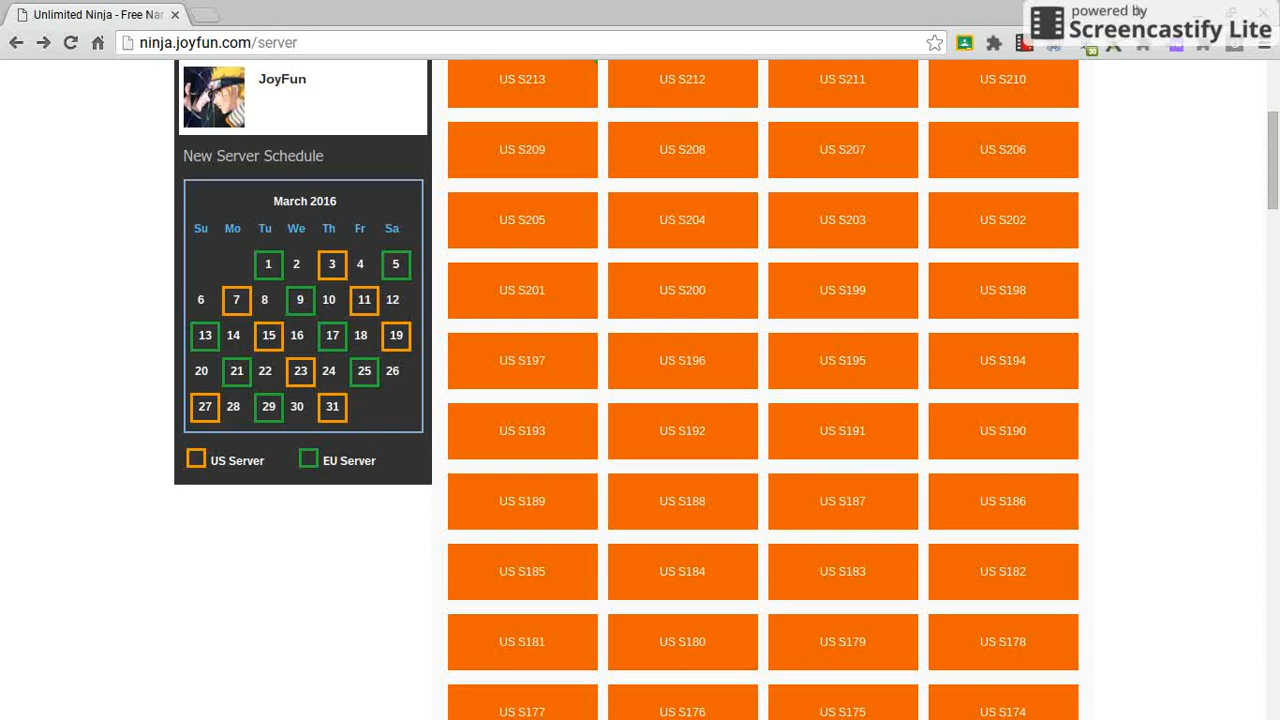 powered by
Screencastify Lite
Unlimited Ninja - Free Nar
ninja.joyfun.com/server
JoyFun
New Server Schedule
March 2016
Su Mo Tu We Th Fr Sa
1 2 3 4 5
6 7 8 9 10 11 12
13 14 15 16 17 18 19
20 21 22 23 24 25 26
27 28 29 30 31
US Server EU Server
US S213 US S212 US S211 US S210
US S209 US S208 US S207 US S206
US S205 US S204 US S203 US S202
US S201 US S200 US S199 US S198
US S197 US S196 US S195 US S194
US S193 US S192 US S191 US S190
US S189 US S188 US S187 US S186
US S185 US S184 US S183 US S182
US S181 US S180 US S179 US S178
US S177 US S176 US S175 US S174